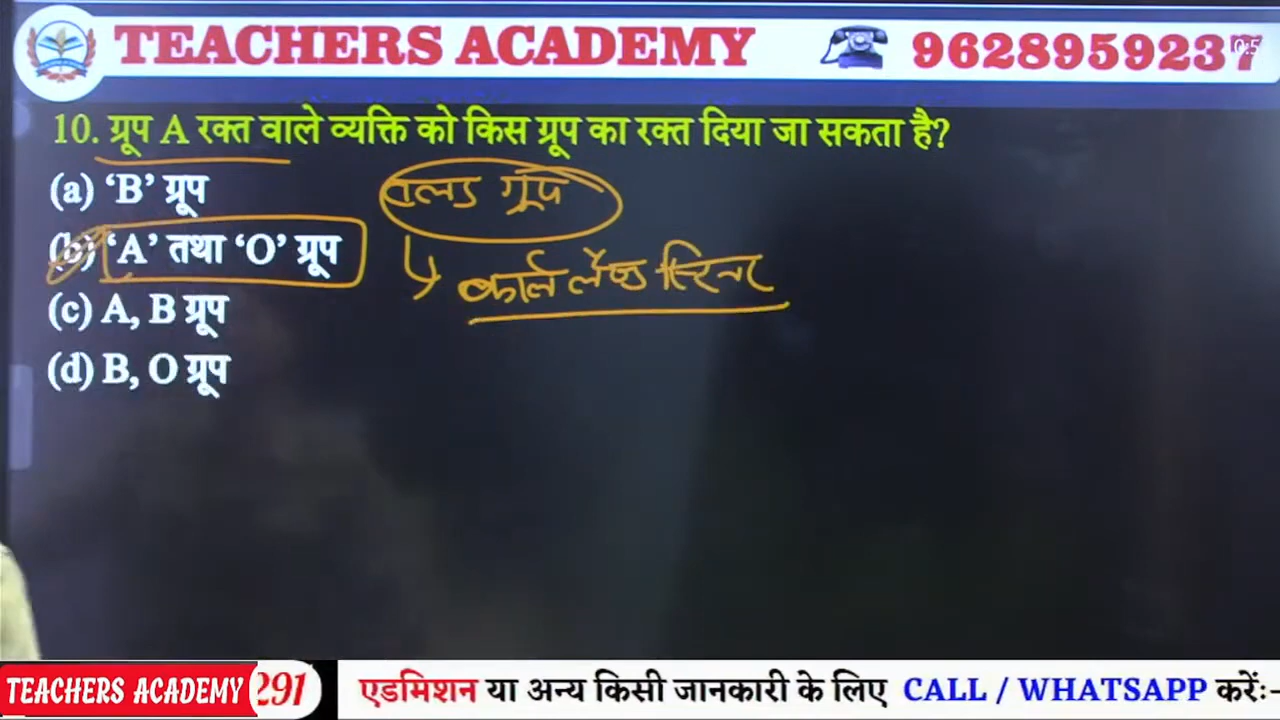 TEACHERS ACADEMY 9628959237
10. ग्रुप A रक्त वाले व्यक्ति को किस ग्रुप का रक्त दिया जा सकता है?
(a) ‘B’ ग्रुप
ब्लड ग्रुप
(b) ‘A’ तथा ‘O’ ग्रुप
कार्ल लैण्ड स्टिनर
(c) A, B ग्रुप
(d) B, O ग्रुप
TEACHERS ACADEMY 291 एडमिशन या अन्य किसी जानकारी के लिए CALL / WHATSAPP करें:-